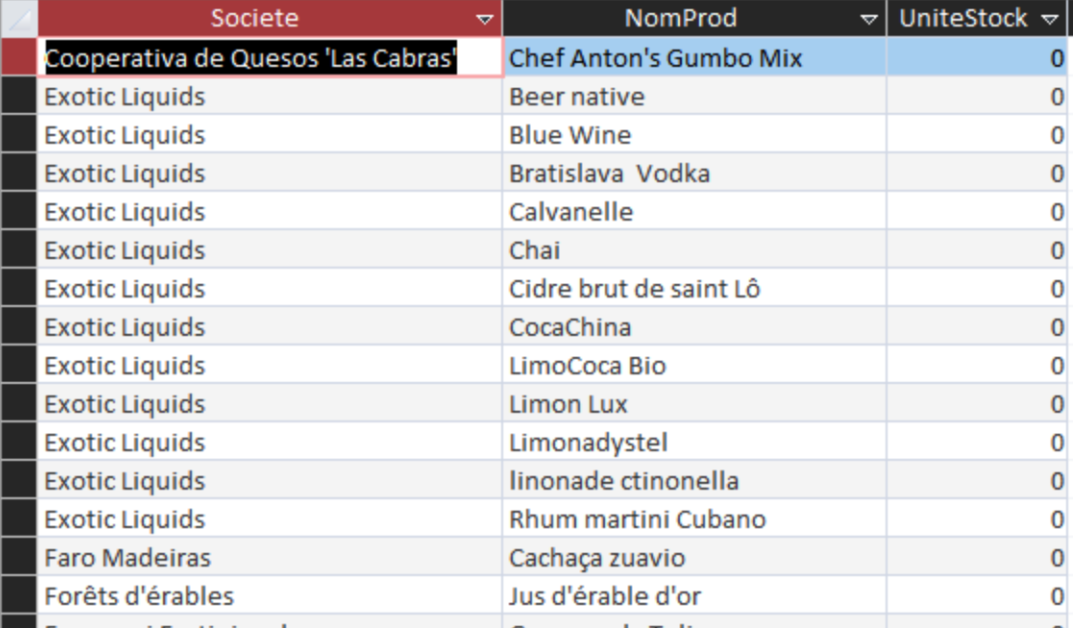 Societe NomProd UniteStock
Cooperativa de Quesos 'Las Cabras' Chef Anton's Gumbo Mix 0
Exotic Liquids Beer native 0
Exotic Liquids Blue Wine 0
Exotic Liquids Bratislava  Vodka 0
Exotic Liquids Calvanelle 0
Exotic Liquids Chai 0
Exotic Liquids Cidre brut de saint Lô 0
Exotic Liquids CocaChina 0
Exotic Liquids LimoCoca Bio 0
Exotic Liquids Limon Lux 0
Exotic Liquids Limonadystel 0
Exotic Liquids linonade ctinonella 0
Exotic Liquids Rhum martini Cubano 0
Faro Madeiras Cachaça zuavio 0
Forêts d'érables Jus d'érable d'or 0